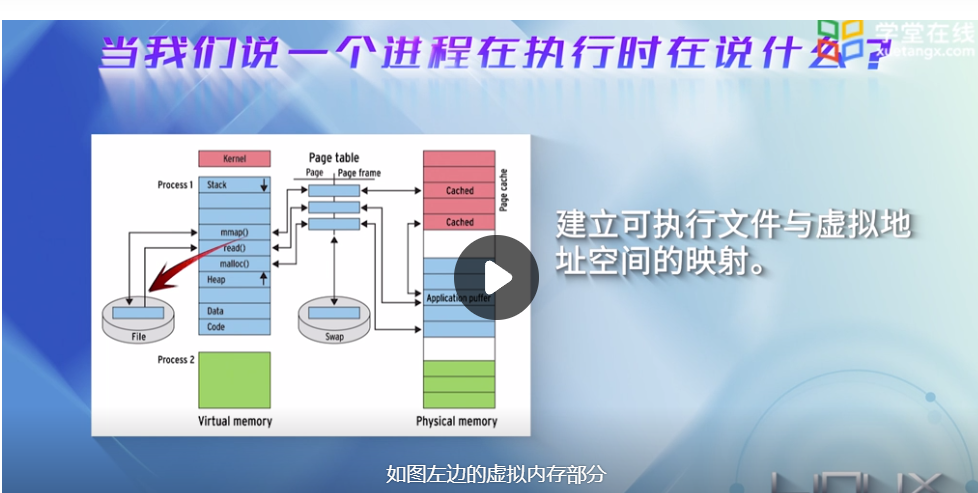 当我们说一个进程在执行时在说什么?
学堂在线
xuetangx.com
Kernel
Page table
Page
Page frame
Process 1
Stack
Cached
Page cache
Cached
mmap()
read()
malloc()
Heap
Application puffer
Data
Code
File
Swap
Process 2
Virtual memory
Physical memory
建立可执行文件与虚拟地
址空间的映射。
如图左边的虚拟内存部分